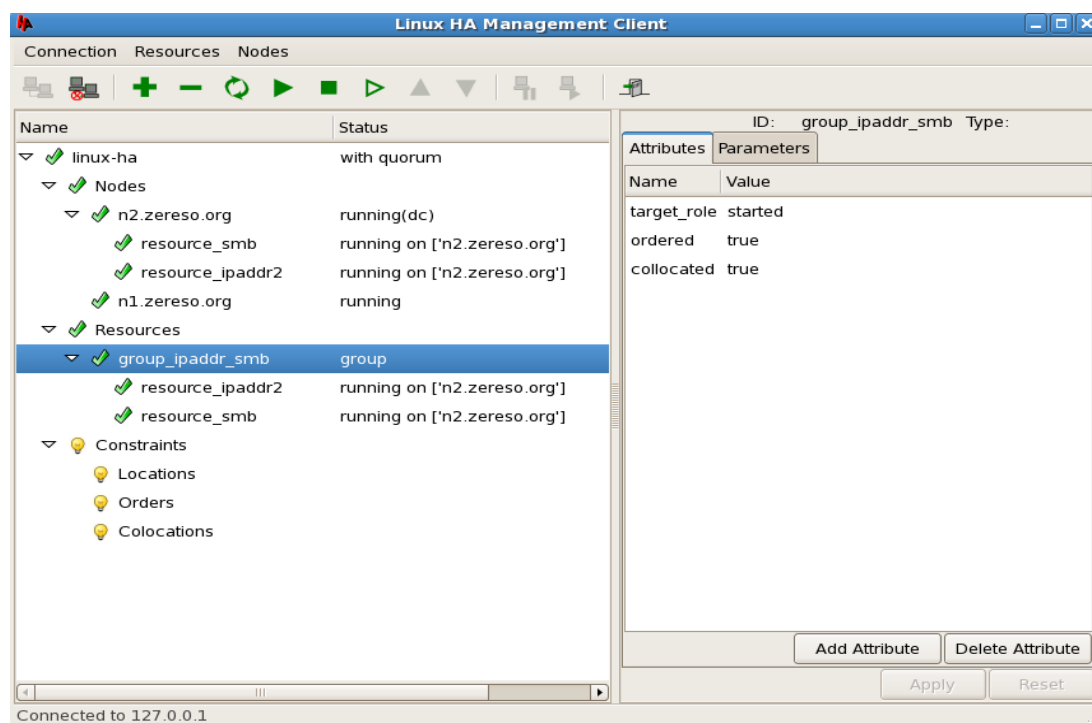 Linux HA Management Client
Connection Resources Nodes
Name Status
linux-ha with quorum
Nodes
n2.zereso.org running(dc)
resource_smb running on ['n2.zereso.org']
resource_ipaddr2 running on ['n2.zereso.org']
n1.zereso.org running
Resources
group_ipaddr_smb group
resource_ipaddr2 running on ['n2.zereso.org']
resource_smb running on ['n2.zereso.org']
Constraints
Locations
Orders
Colocations
ID: group_ipaddr_smb Type:
Attributes Parameters
Name Value
target_role started
ordered true
collocated true
Add Attribute Delete Attribute
Apply Reset
Connected to 127.0.0.1